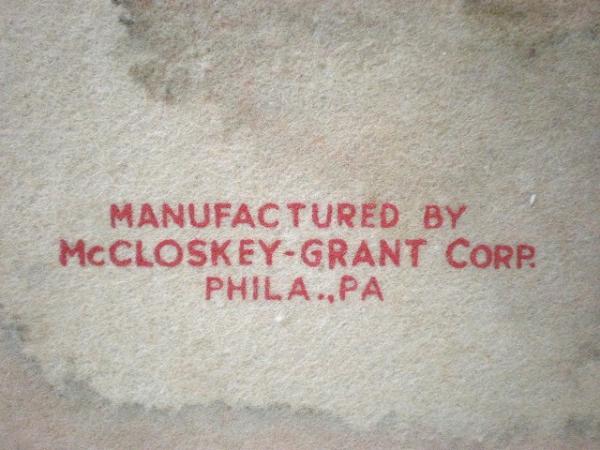 MANUFACTURED BY
McCLOSKEY-GRANT CORP.
PHILA.,PA